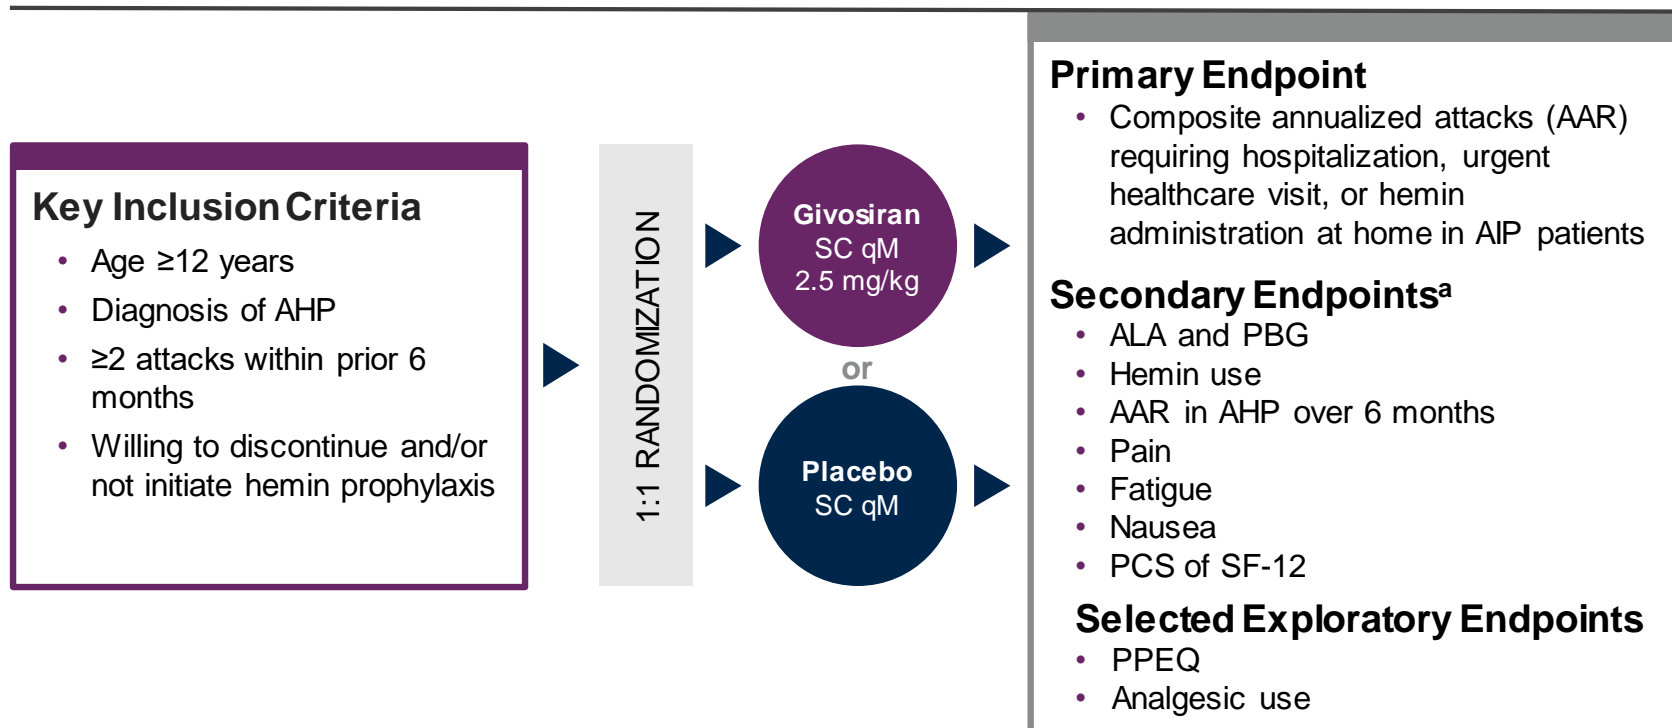 Key Inclusion Criteria
• Age ≥12 years
• Diagnosis of AHP
• ≥2 attacks within prior 6
months
• Willing to discontinue and/or
not initiate hemin prophylaxis
1:1 RANDOMIZATION
Givosiran
SC qM
2.5 mg/kg
or
Placebo
SC qM
Primary Endpoint
• Composite annualized attacks (AAR)
requiring hospitalization, urgent
healthcare visit, or hemin
administration at home in AIP patients
Secondary Endpointsᵃ
• ALA and PBG
• Hemin use
• AAR in AHP over 6 months
• Pain
• Fatigue
• Nausea
• PCS of SF-12
Selected Exploratory Endpoints
• PPEQ
• Analgesic use